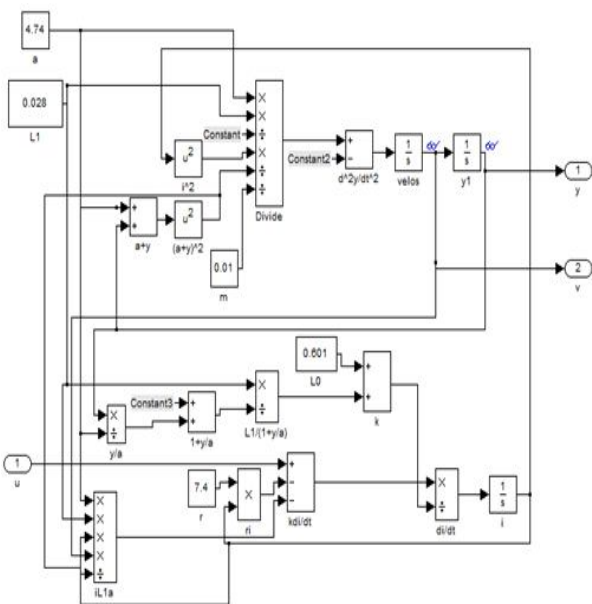 4.74
a
0.028
L1
Constant
u²
i^2
Divide
Constant2
+
−
d^2y/dt^2
1
s
velos
1
s
y1
1
y
+
+
a+y
u²
(a+y)^2
0.01
m
2
v
0.601
L0
+
+
k
Constant3
×
÷
y/a
+
+
1+y/a
×
÷
L1/(1+y/a)
1
u
7.4
r
×
ri
+
−
−
kdi/dt
×
÷
di/dt
1
s
i
×
×
×
×
÷
iL1a
×
×
÷
×
÷
÷